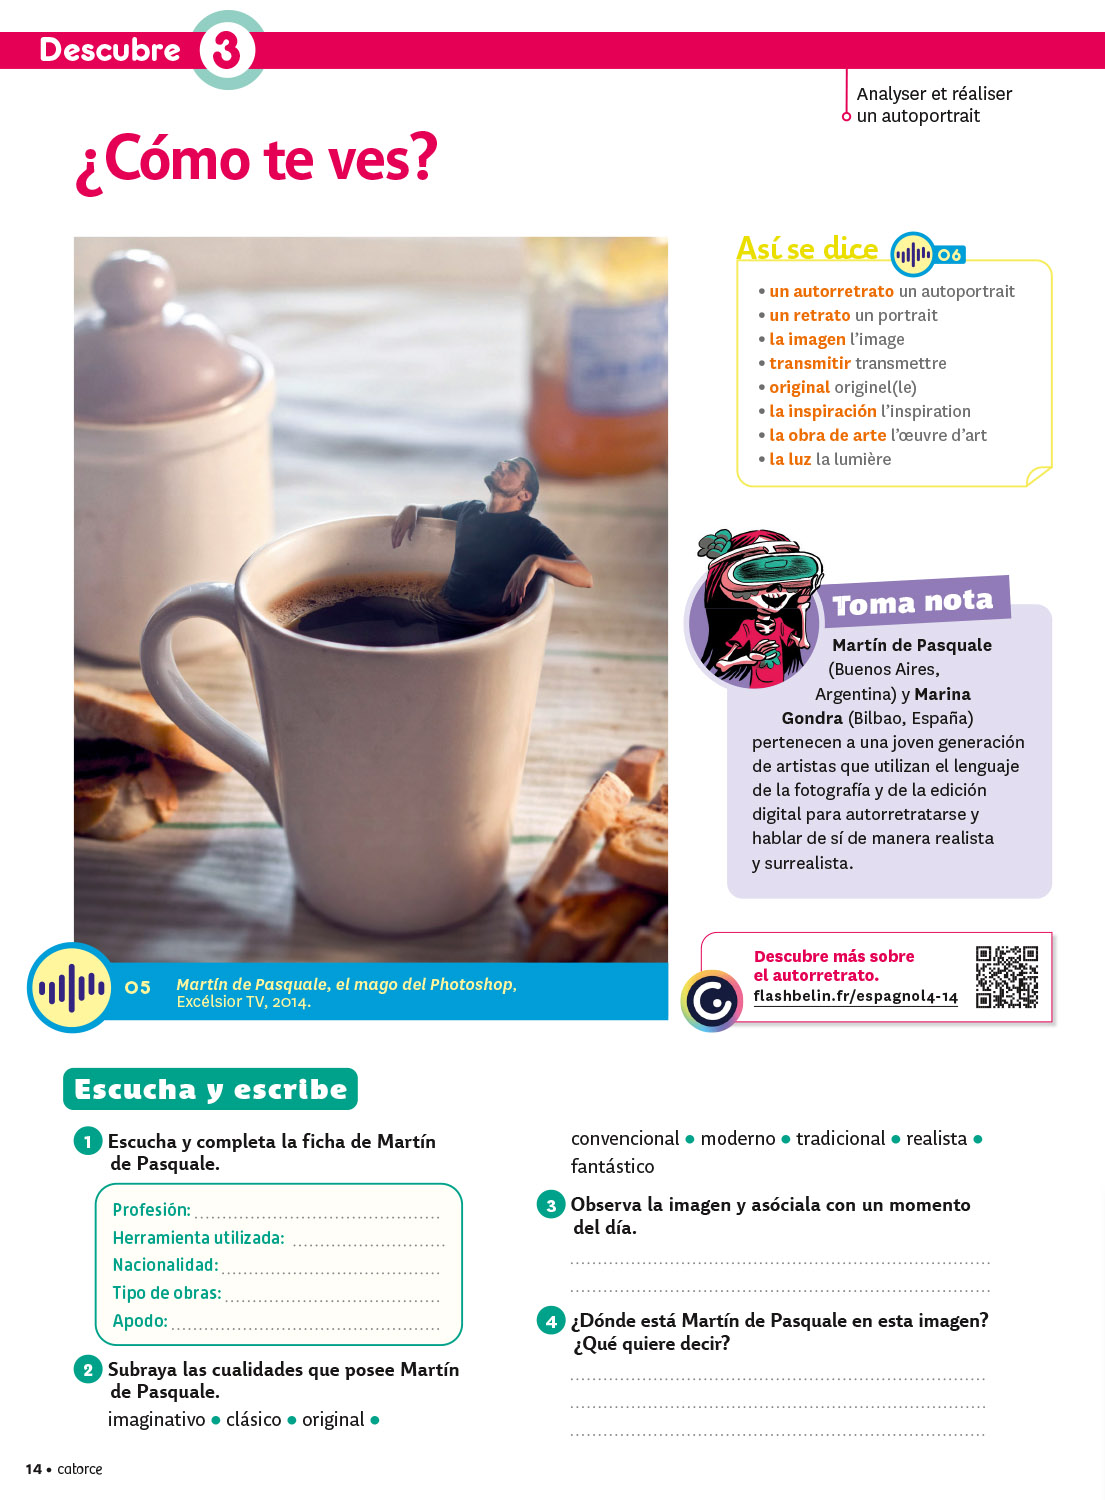 Descubre 3
Analyser et réaliser
un autoportrait
¿Cómo te ves?
Así se dice 06
• un autorretrato un autoportrait
• un retrato un portrait
• la imagen l’image
• transmitir transmettre
• original originel(le)
• la inspiración l’inspiration
• la obra de arte l’œuvre d’art
• la luz la lumière
Toma nota
Martín de Pasquale
(Buenos Aires,
Argentina) y Marina
Gondra (Bilbao, España)
pertenecen a una joven generación
de artistas que utilizan el lenguaje
de la fotografía y de la edición
digital para autorretratarse y
hablar de sí de manera realista
y surrealista.
05 Martín de Pasquale, el mago del Photoshop,
Excélsior TV, 2014.
Descubre más sobre
el autorretrato.
flashbelin.fr/espagnol4-14
Escucha y escribe
1 Escucha y completa la ficha de Martín
de Pasquale.
Profesión:
Herramienta utilizada:
Nacionalidad:
Tipo de obras:
Apodo:
2 Subraya las cualidades que posee Martín
de Pasquale.
imaginativo • clásico • original •
convencional • moderno • tradicional • realista •
fantástico
3 Observa la imagen y asóciala con un momento
del día.
4 ¿Dónde está Martín de Pasquale en esta imagen?
¿Qué quiere decir?
14 • catorce